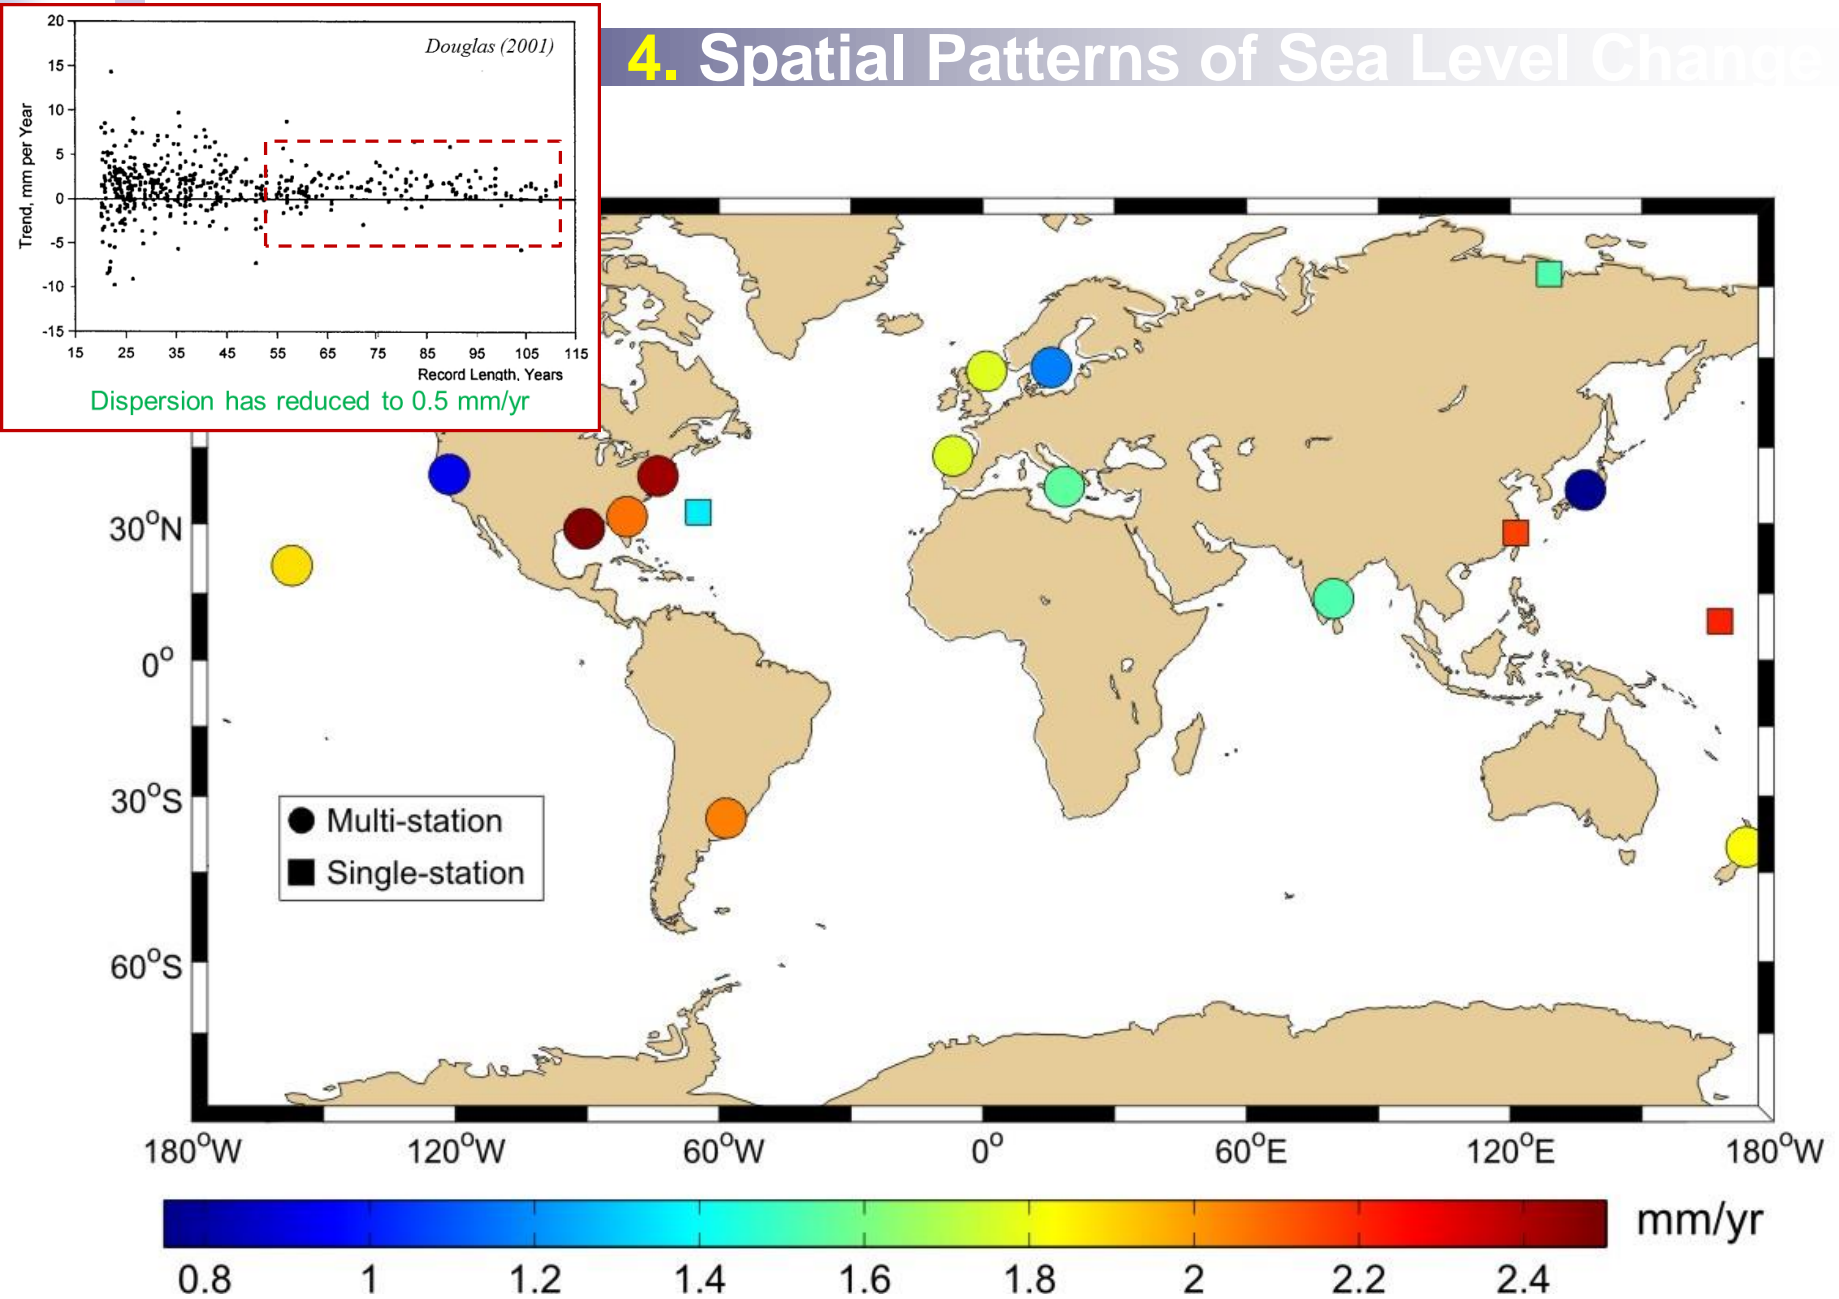 4. Spatial Patterns of Sea Level Change
Douglas (2001)
Trend, mm per Year
20
15
10
5
0
-5
-10
-15
15 25 35 45 55 65 75 85 95 105 115
Record Length, Years
Dispersion has reduced to 0.5 mm/yr
30°N
0°
30°S
60°S
Multi-station
Single-station
180°W 120°W 60°W 0° 60°E 120°E 180°W
mm/yr
0.8 1 1.2 1.4 1.6 1.8 2 2.2 2.4